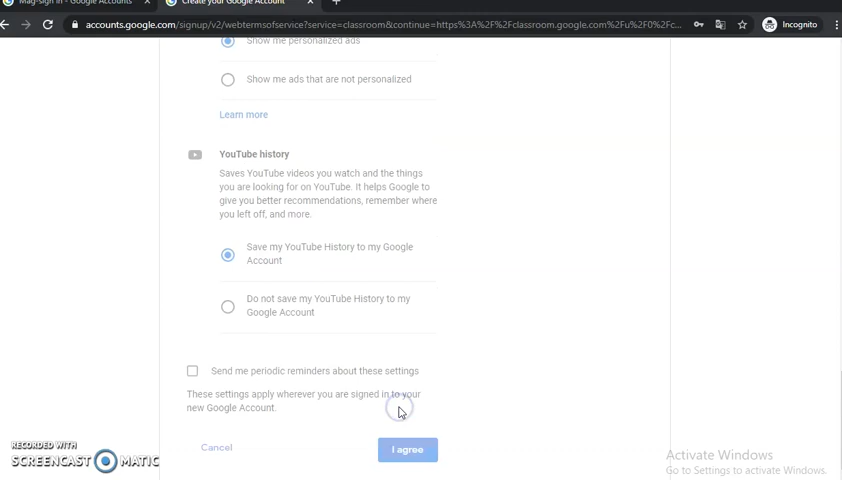 Mag-sign in - Google Accounts
Create your Google Account
accounts.google.com/signup/v2/webtermsofservice?service=classroom&continue=https%3A%2F%2Fclassroom.google.com%2Fu%2F0%2Fc...
Incognito
Show me personalized ads
Show me ads that are not personalized
Learn more
YouTube history
Saves YouTube videos you watch and the things
you are looking for on YouTube. It helps Google to
give you better recommendations, remember where
you left off, and more.
Save my YouTube History to my Google
Account
Do not save my YouTube History to my
Google Account
Send me periodic reminders about these settings
These settings apply wherever you are signed in to your
new Google Account.
Cancel
I agree
RECORDED WITH
SCREENCAST MATIC
Activate Windows
Go to Settings to activate Windows.